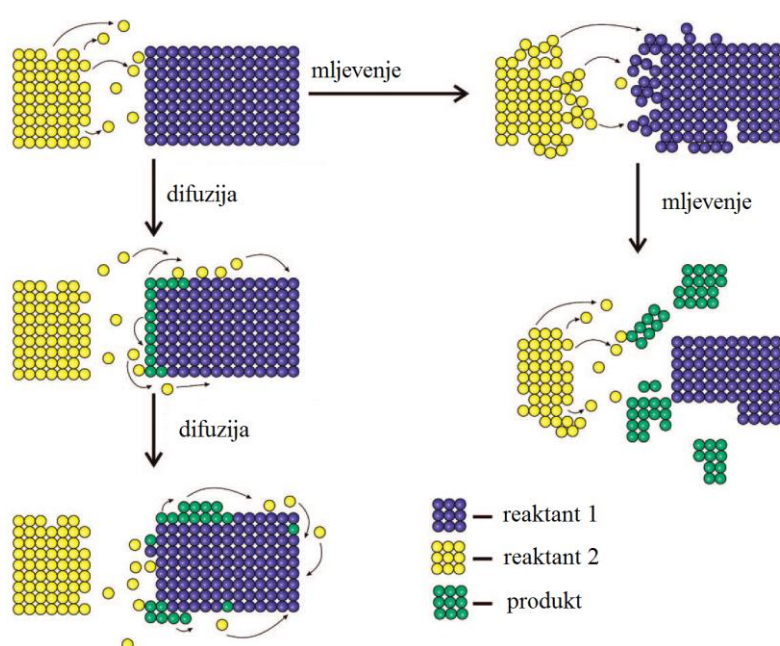 mljevenje
difuzija
mljevenje
difuzija
reaktant 1
reaktant 2
produkt